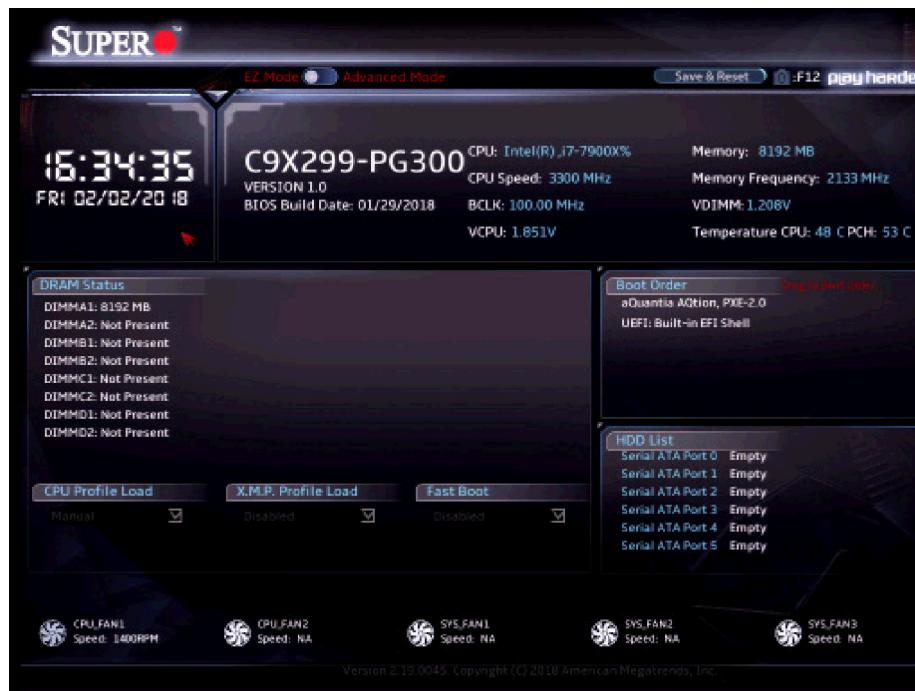 SUPER
EZ Mode Advanced Mode
Save & Reset :F12 play harde
16:34:35
FRI 02/02/2018
C9X299-PG300
VERSION 1.0
BIOS Build Date: 01/29/2018
CPU: Intel(R) ,i7-7900X%
CPU Speed: 3300 MHz
BCLK: 100.00 MHz
VCPU: 1.851V
Memory: 8192 MB
Memory Frequency: 2133 MHz
VDIMM: 1.208V
Temperature CPU: 48 C PCH: 53 C
DRAM Status
DIMMA1: 8192 MB
DIMMA2: Not Present
DIMMB1: Not Present
DIMMB2: Not Present
DIMMC1: Not Present
DIMMC2: Not Present
DIMMD1: Not Present
DIMMD2: Not Present
Boot Order
aQuantia AQtion, PXE-2.0
UEFI: Built-in EFI Shell
HDD List
Serial ATA Port 0 Empty
Serial ATA Port 1 Empty
Serial ATA Port 2 Empty
Serial ATA Port 3 Empty
Serial ATA Port 4 Empty
Serial ATA Port 5 Empty
CPU Profile Load
Manual
X.M.P. Profile Load
Disabled
Fast Boot
Disabled
CPU_FAN1
Speed: 1400RPM
CPU_FAN2
Speed: NA
SYS_FAN1
Speed: NA
SYS_FAN2
Speed: NA
SYS_FAN3
Speed: NA
Version 2.19.0045. Copyright (C) 2018 American Megatrends, Inc.